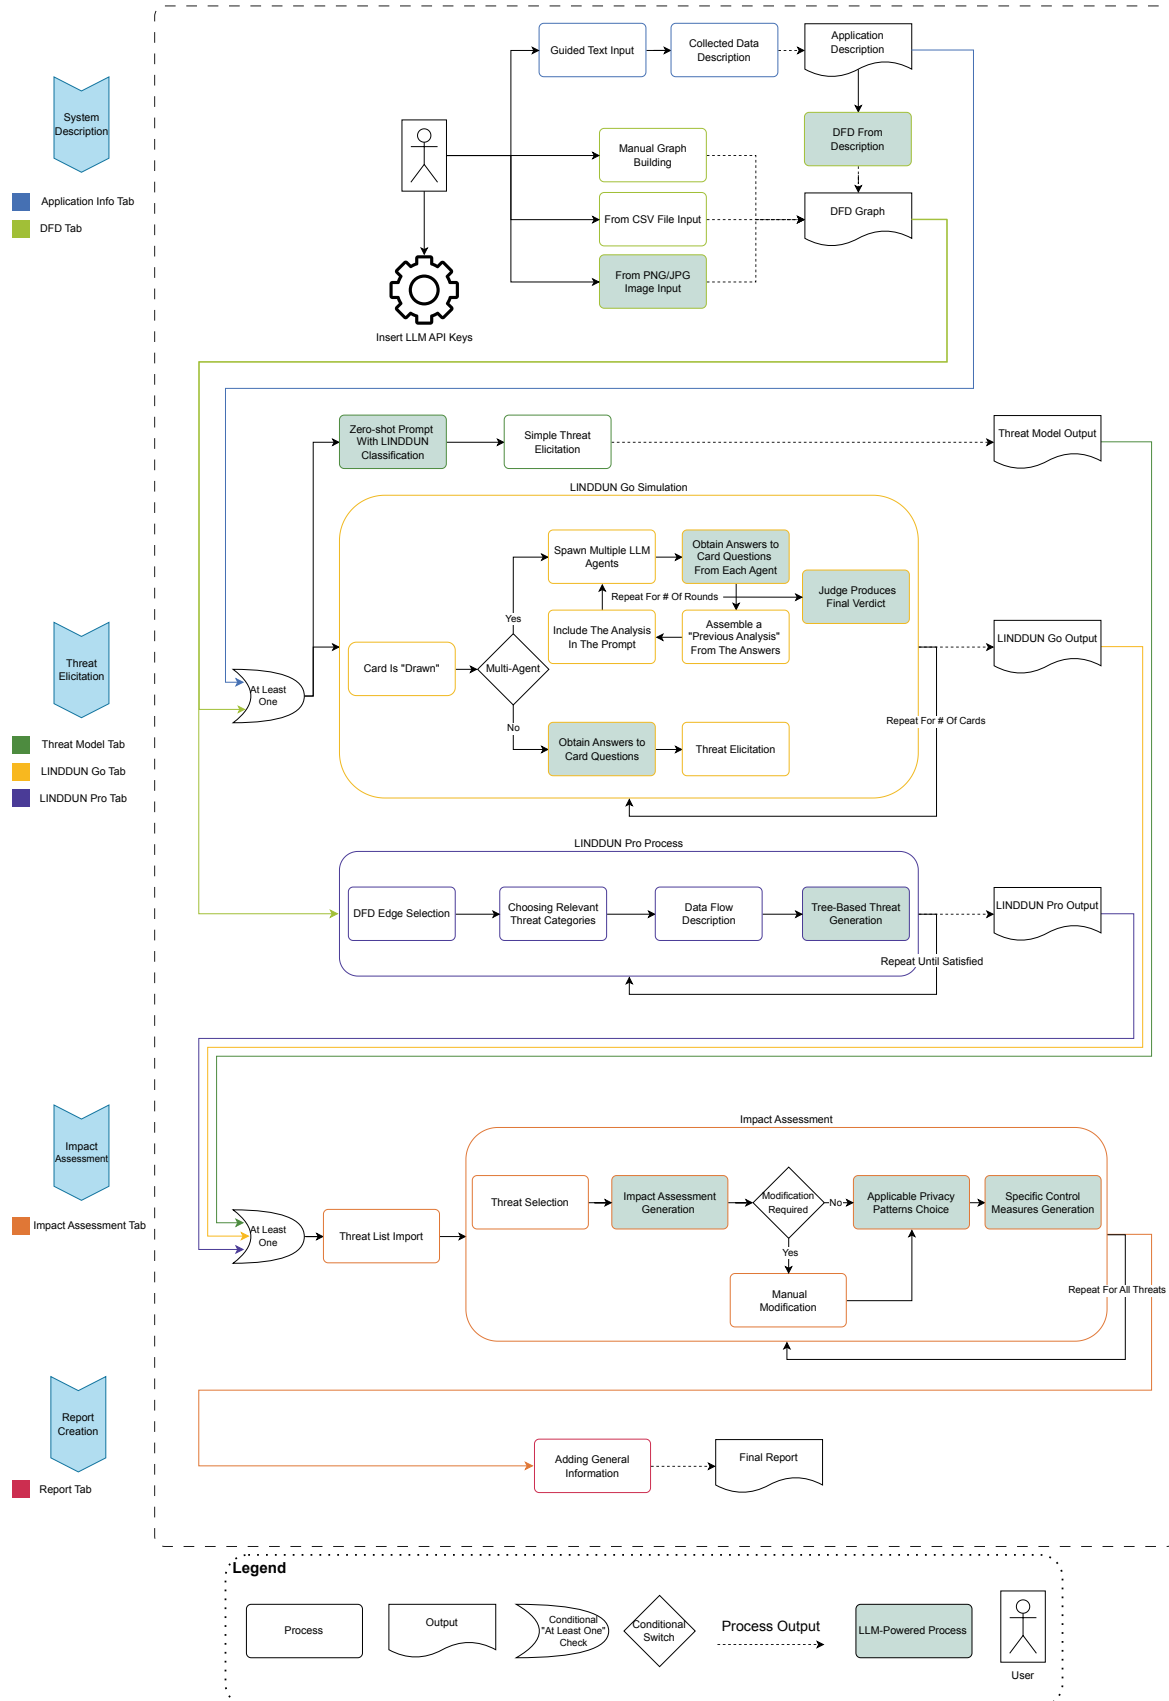 System
Description
Application Info Tab
DFD Tab
Guided Text Input
Collected Data
Description
Application
Description
DFD From
Description
Manual Graph
Building
From CSV File Input
DFD Graph
From PNG/JPG
Image Input
Insert LLM API Keys
Threat
Elicitation
Threat Model Tab
LINDDUN Go Tab
LINDDUN Pro Tab
Zero-shot Prompt
With LINDDUN
Classification
Simple Threat
Elicitation
Threat Model Output
LINDDUN Go Simulation
Spawn Multiple LLM
Agents
Obtain Answers to
Card Questions
From Each Agent
Repeat For # Of Rounds
Judge Produces
Final Verdict
Yes
Include The Analysis
In The Prompt
Assemble a
"Previous Analysis"
From The Answers
LINDDUN Go Output
Card Is "Drawn"
Multi-Agent
At Least
One
No
Repeat For # Of Cards
Obtain Answers to
Card Questions
Threat Elicitation
LINDDUN Pro Process
DFD Edge Selection
Choosing Relevant
Threat Categories
Data Flow
Description
Tree-Based Threat
Generation
LINDDUN Pro Output
Repeat Until Satisfied
Impact
Assessment
Impact Assessment Tab
Impact Assessment
Threat Selection
Impact Assessment
Generation
Modification
Required
No
Applicable Privacy
Patterns Choice
Specific Control
Measures Generation
At Least
One
Threat List Import
Yes
Manual
Modification
Repeat For All Threats
Report
Creation
Report Tab
Adding General
Information
Final Report
Legend
Process
Output
Conditional
"At Least One"
Check
Conditional
Switch
Process Output
LLM-Powered Process
User